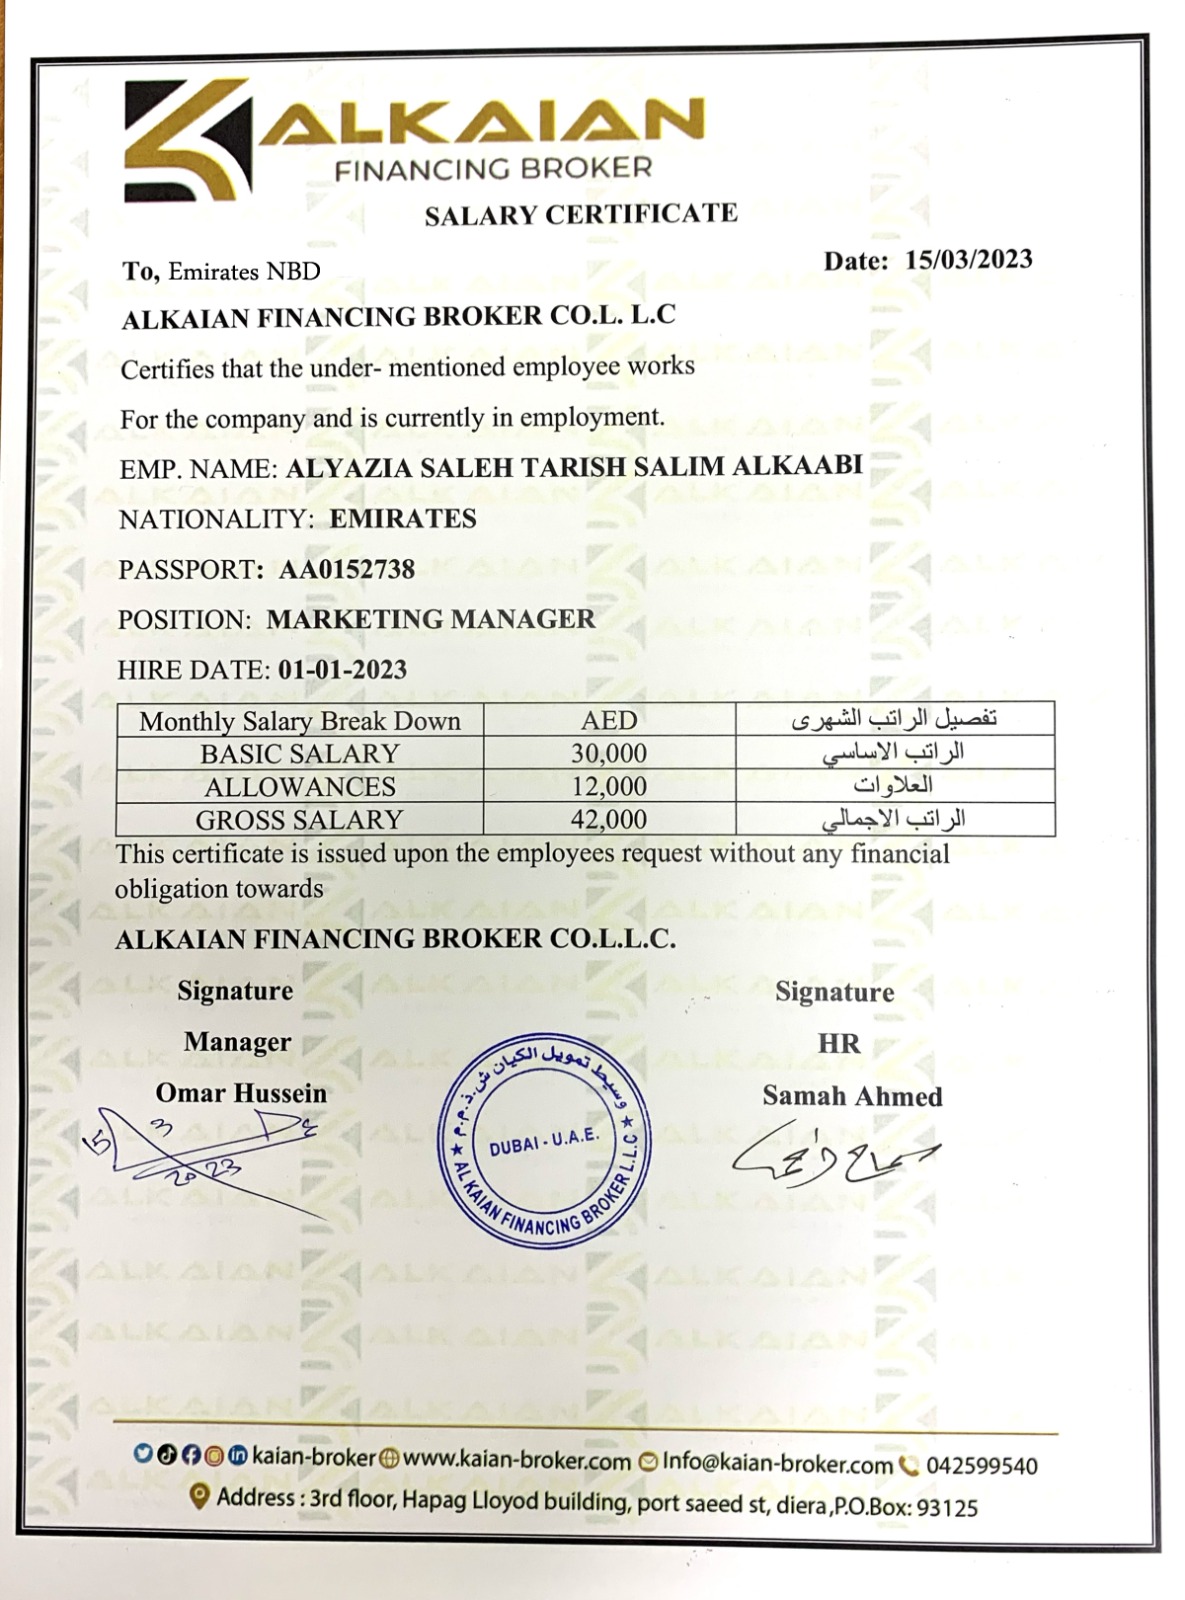 ALKAIAN
FINANCING BROKER
SALARY CERTIFICATE
Date: 15/03/2023
To, Emirates NBD
ALKAIAN FINANCING BROKER CO.L. L.C
Certifies that the under- mentioned employee works
For the company and is currently in employment.
EMP. NAME: ALYAZIA SALEH TARISH SALIM ALKAABI
NATIONALITY: EMIRATES
PASSPORT: AA0152738
POSITION: MARKETING MANAGER
HIRE DATE: 01-01-2023
Monthly Salary Break Down AED تفصيل الراتب الشهرى
BASIC SALARY 30,000 الراتب الاساسي
ALLOWANCES 12,000 العلاوات
GROSS SALARY 42,000 الراتب الاجمالي
This certificate is issued upon the employees request without any financial
obligation towards
ALKAIAN FINANCING BROKER CO.L.L.C.
Signature Signature
Manager HR
Omar Hussein Samah Ahmed
15 3 2023
وسيط تمويل الكيان ش.ذ.م.م
DUBAI - U.A.E.
AL KAIAN FINANCING BROKER L.L.C
kaian-broker www.kaian-broker.com Info@kaian-broker.com 042599540
Address : 3rd floor, Hapag Lloyod building, port saeed st, diera ,P.O.Box: 93125